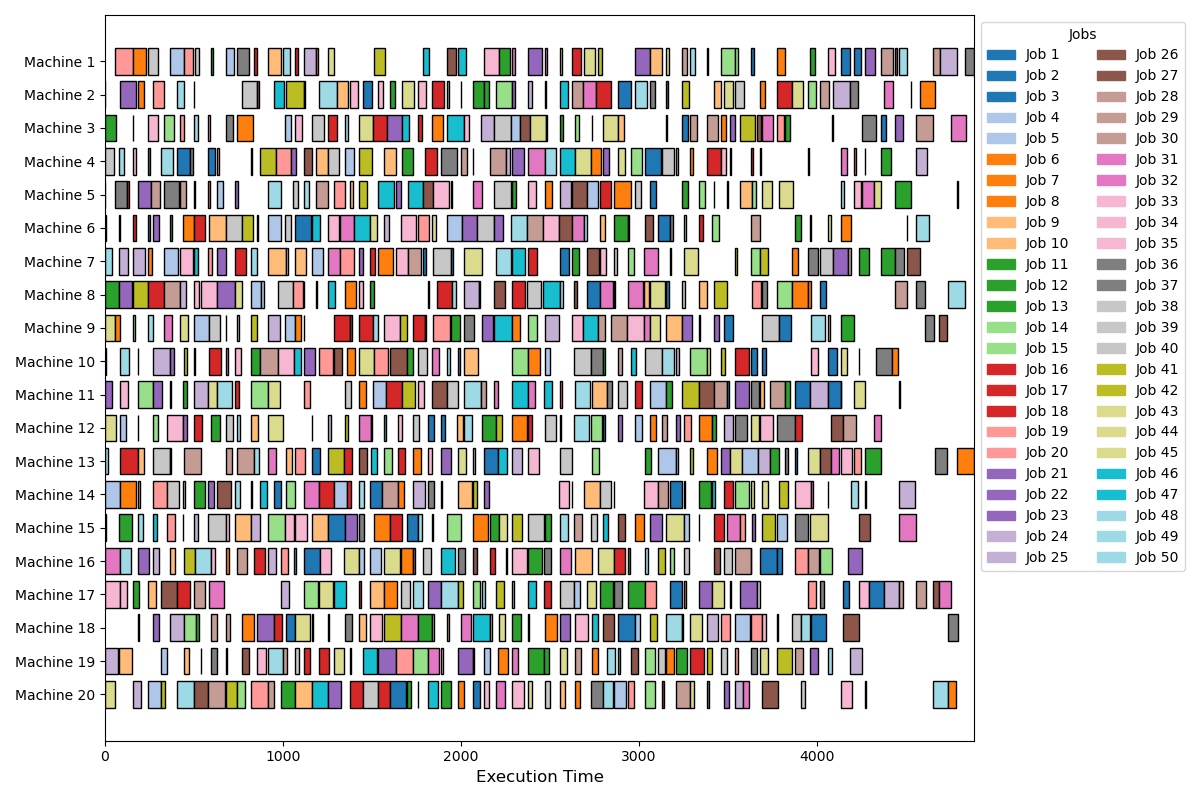 Machine 1
Machine 2
Machine 3
Machine 4
Machine 5
Machine 6
Machine 7
Machine 8
Machine 9
Machine 10
Machine 11
Machine 12
Machine 13
Machine 14
Machine 15
Machine 16
Machine 17
Machine 18
Machine 19
Machine 20
0 1000 2000 3000 4000
Execution Time
Jobs
Job 1
Job 2
Job 3
Job 4
Job 5
Job 6
Job 7
Job 8
Job 9
Job 10
Job 11
Job 12
Job 13
Job 14
Job 15
Job 16
Job 17
Job 18
Job 19
Job 20
Job 21
Job 22
Job 23
Job 24
Job 25
Job 26
Job 27
Job 28
Job 29
Job 30
Job 31
Job 32
Job 33
Job 34
Job 35
Job 36
Job 37
Job 38
Job 39
Job 40
Job 41
Job 42
Job 43
Job 44
Job 45
Job 46
Job 47
Job 48
Job 49
Job 50